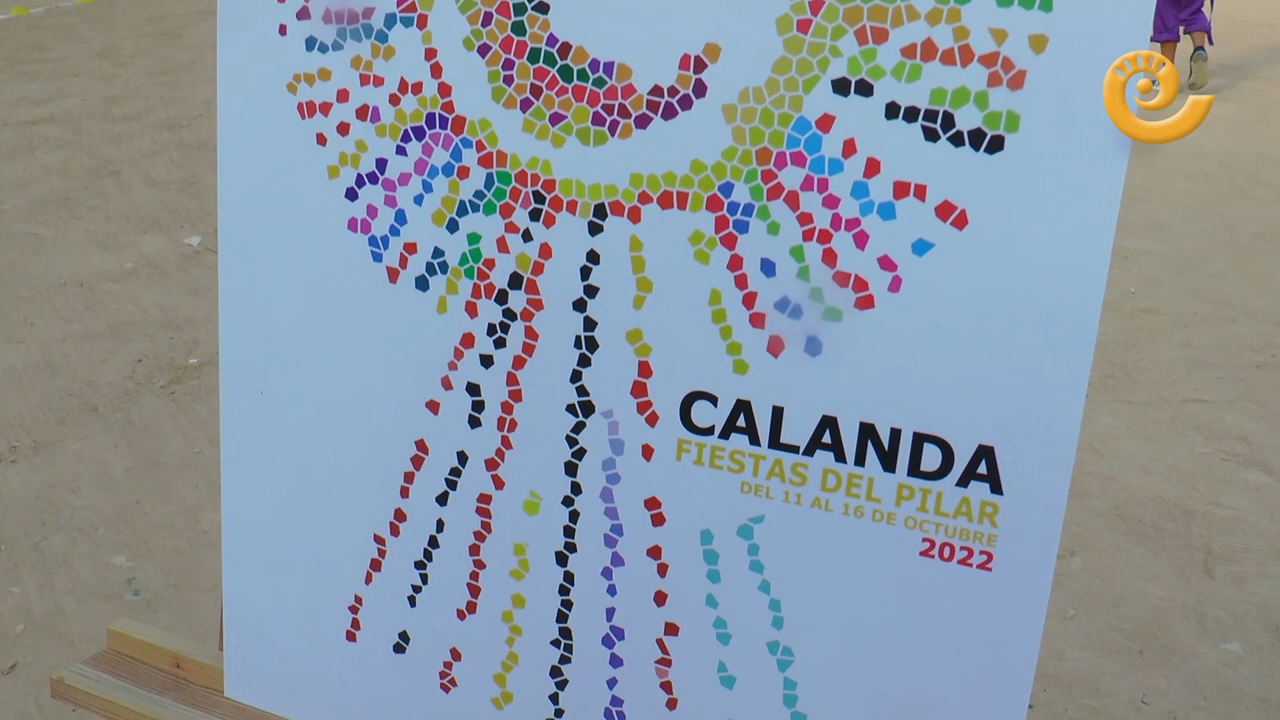 CALANDA
FIESTAS DEL PILAR
DEL 11 AL 16 DE OCTUBRE
2022